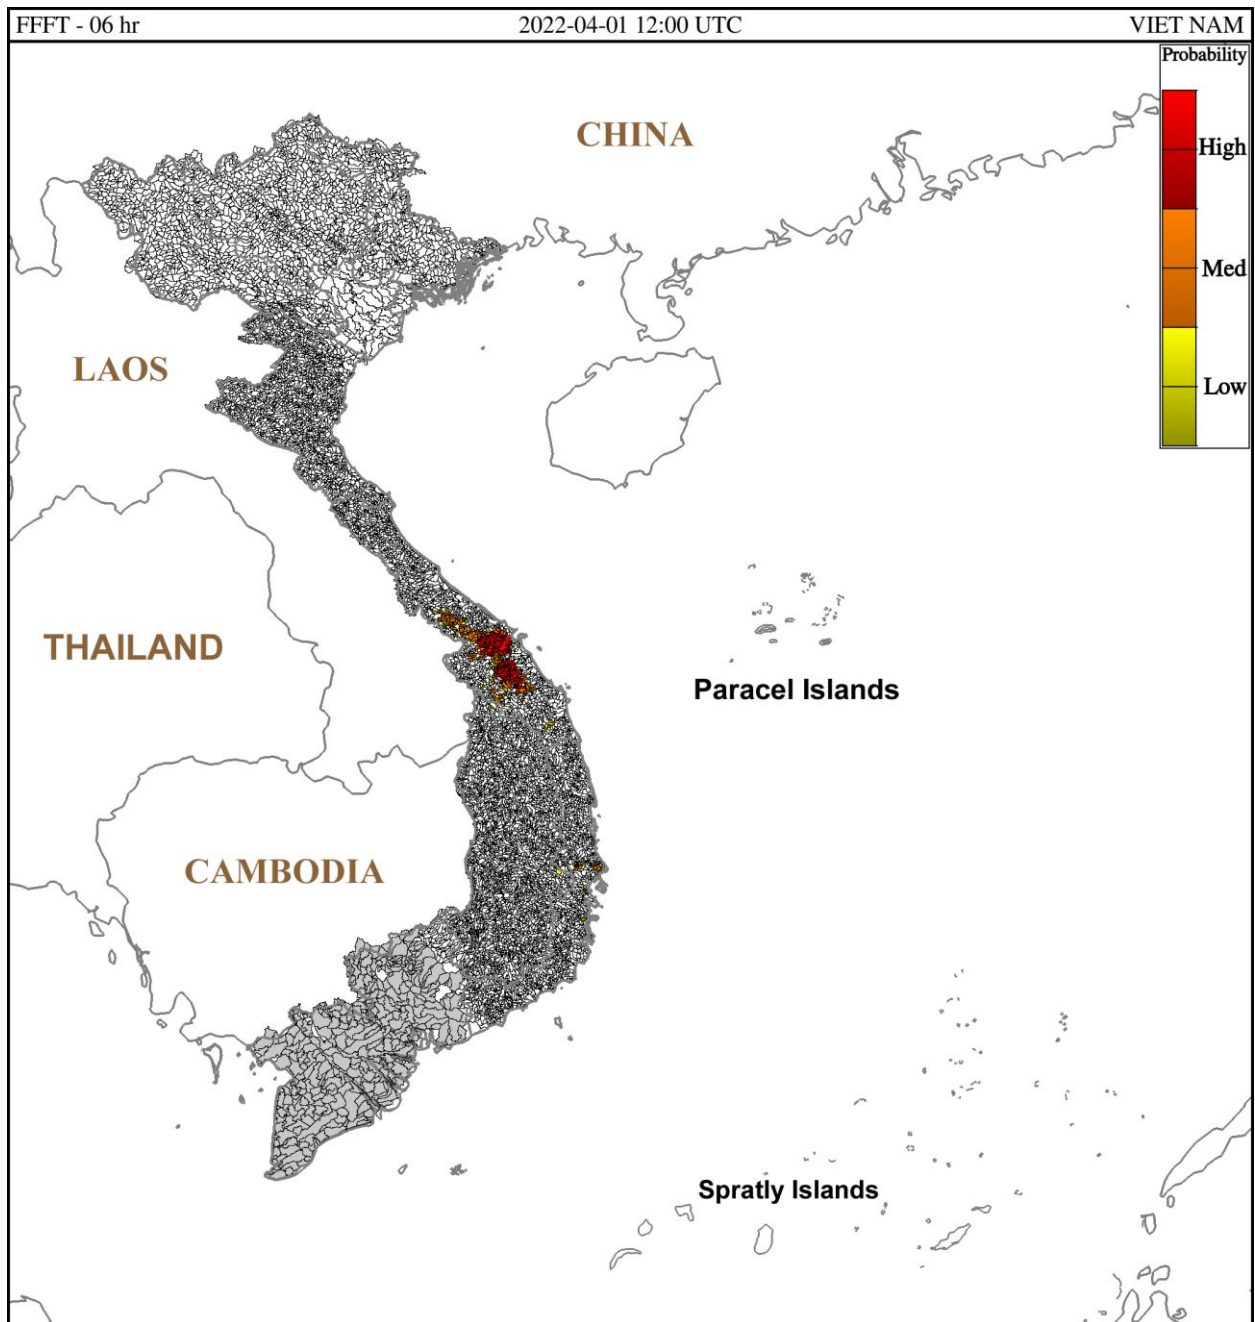 FFFT - 06 hr
2022-04-01 12:00 UTC
VIET NAM
Probability
CHINA
High
Med
LAOS
Low
THAILAND
Paracel Islands
CAMBODIA
Spratly Islands